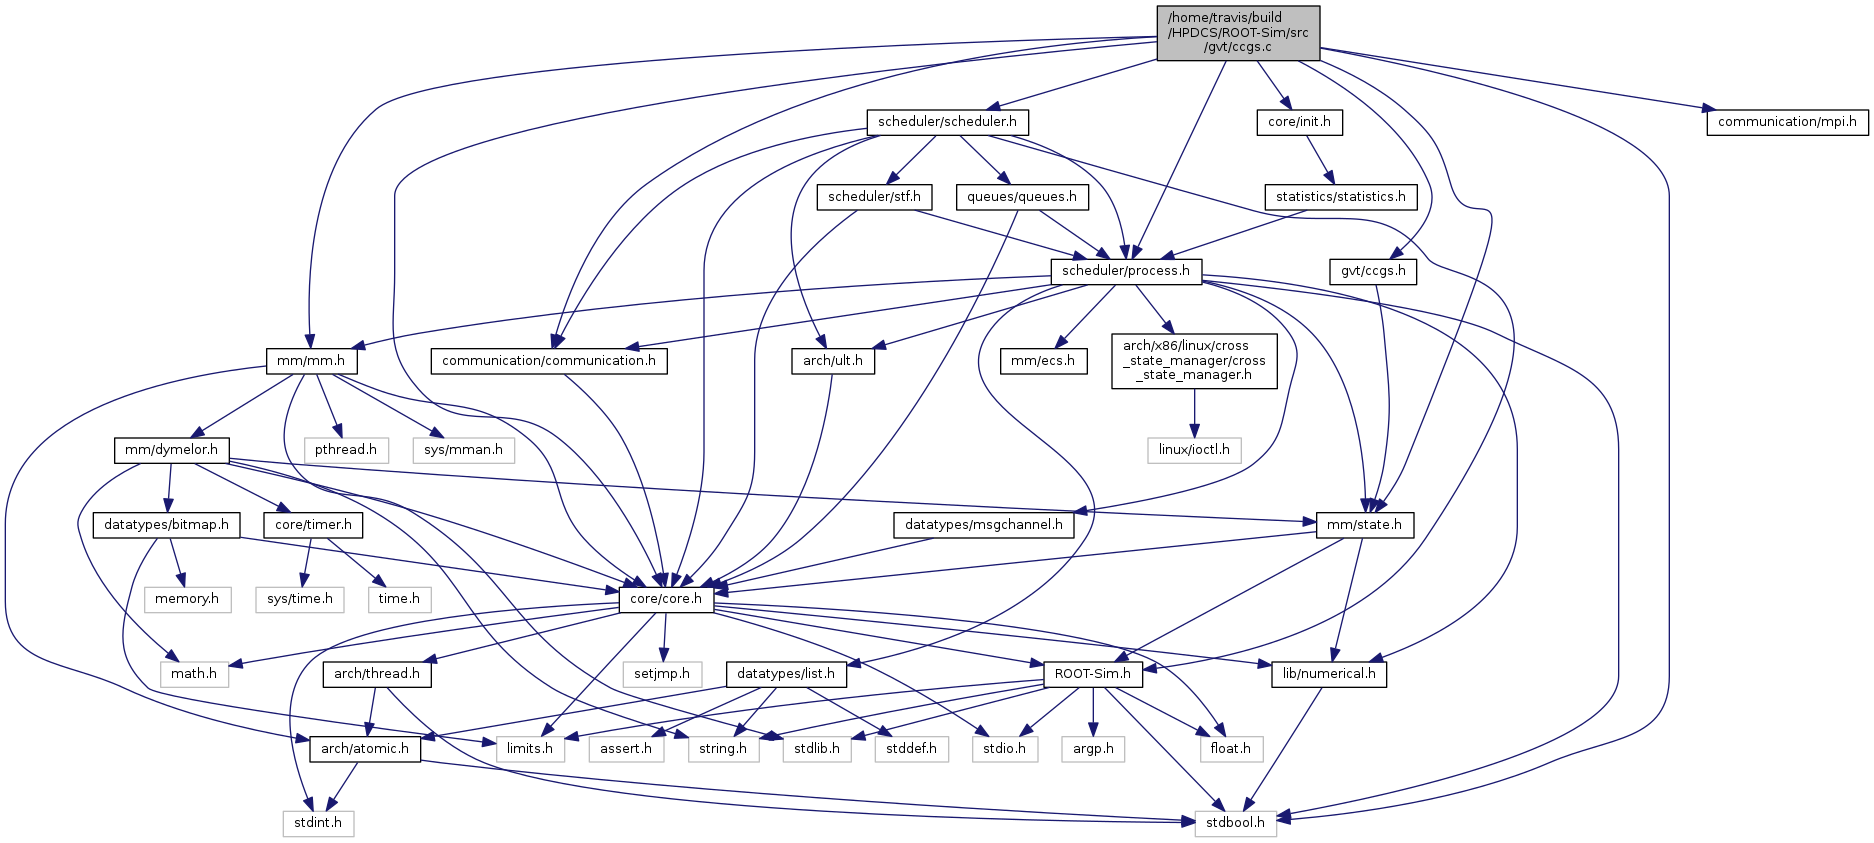 /home/travis/build
/HPDCS/ROOT-Sim/src
/gvt/ccgs.c
scheduler/scheduler.h
core/init.h
communication/mpi.h
scheduler/stf.h
queues/queues.h
statistics/statistics.h
scheduler/process.h
gvt/ccgs.h
mm/mm.h
communication/communication.h
arch/ult.h
mm/ecs.h
arch/x86/linux/cross
_state_manager/cross
_state_manager.h
mm/dymelor.h
pthread.h
sys/mman.h
linux/ioctl.h
datatypes/bitmap.h
core/timer.h
datatypes/msgchannel.h
mm/state.h
memory.h
sys/time.h
time.h
core/core.h
math.h
arch/thread.h
setjmp.h
datatypes/list.h
ROOT-Sim.h
lib/numerical.h
arch/atomic.h
limits.h
assert.h
string.h
stdlib.h
stddef.h
stdio.h
argp.h
float.h
stdint.h
stdbool.h